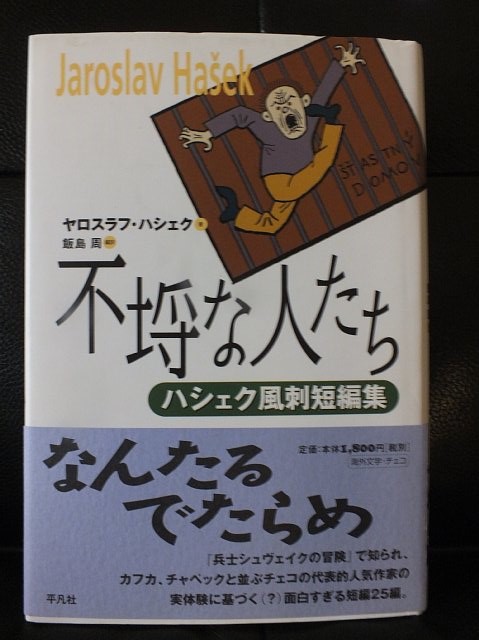 Jaroslav Hašek
ŠŤASTNÝ
DOMOV
ヤロスラフ・ハシェク 著
飯島 周 編訳
不埒な人たち
ハシェク風刺短編集
なんたる
でたらめ
定価:本体1,800円[税別]
海外文学・チェコ
『兵士シュヴェイクの冒険』で知られ、
カフカ、チャペックと並ぶチェコの代表的人気作家の
実体験に基づく(?)面白すぎる短編25編。
平凡社